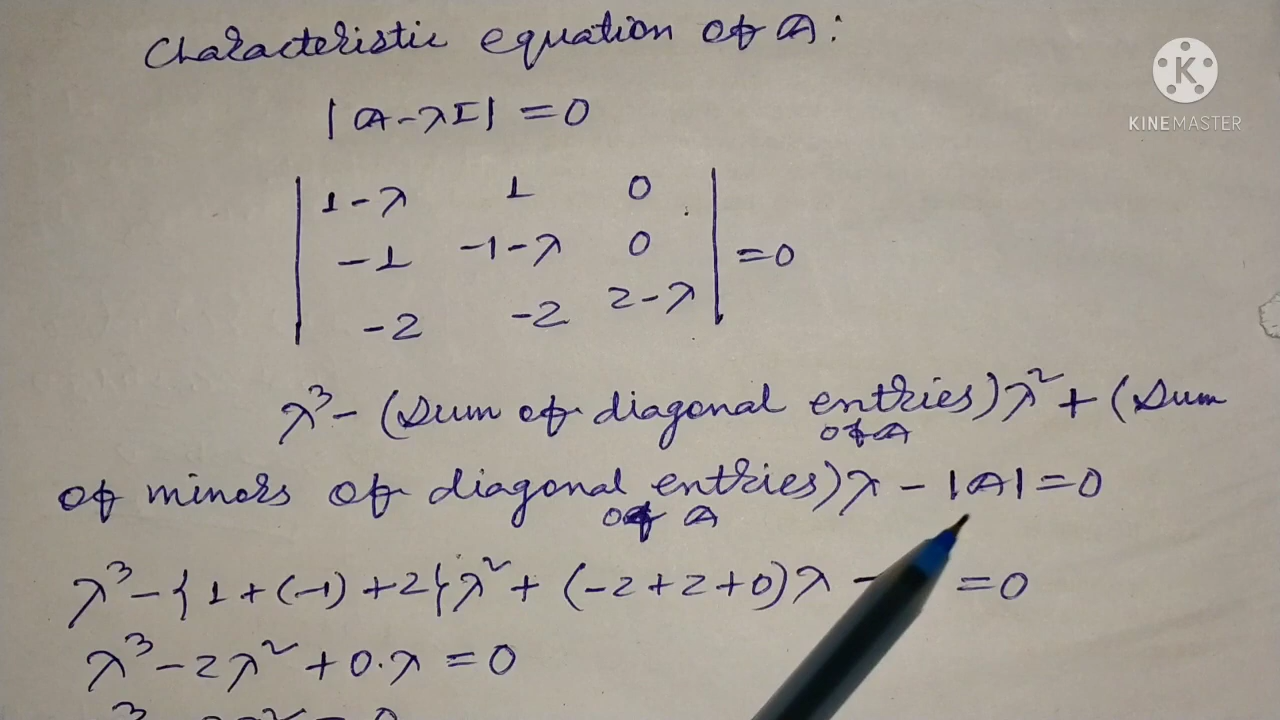 Characteristic equation of A:
K
KINEMASTER
|A-λI| = 0
1-λ 1 0
-1 -1-λ 0 =0
-2 -2 2-λ
λ³ - (sum of diagonal entries)λ² + (sum
of A
of minors of diagonal entries)λ - |A| = 0
of A
λ³ - {1 + (-1) + 2}λ² + (-2 + 2 + 0)λ - = 0
λ³ - 2λ² + 0·λ = 0